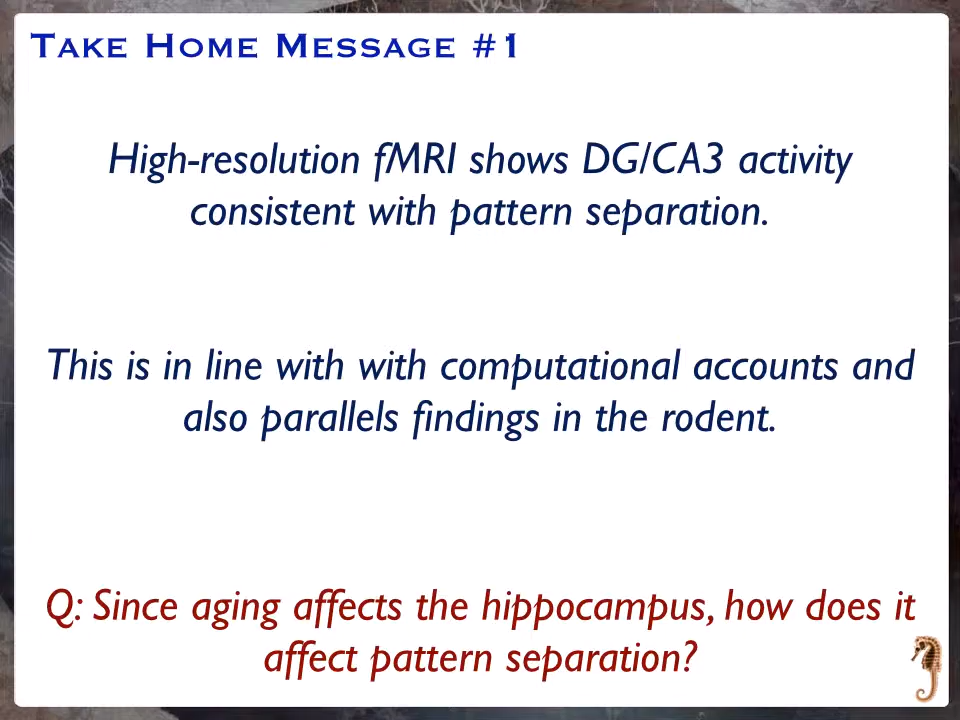 Take Home Message #1
High-resolution fMRI shows DG/CA3 activity
consistent with pattern separation.
This is in line with with computational accounts and
also parallels findings in the rodent.
Q: Since aging affects the hippocampus, how does it
affect pattern separation?